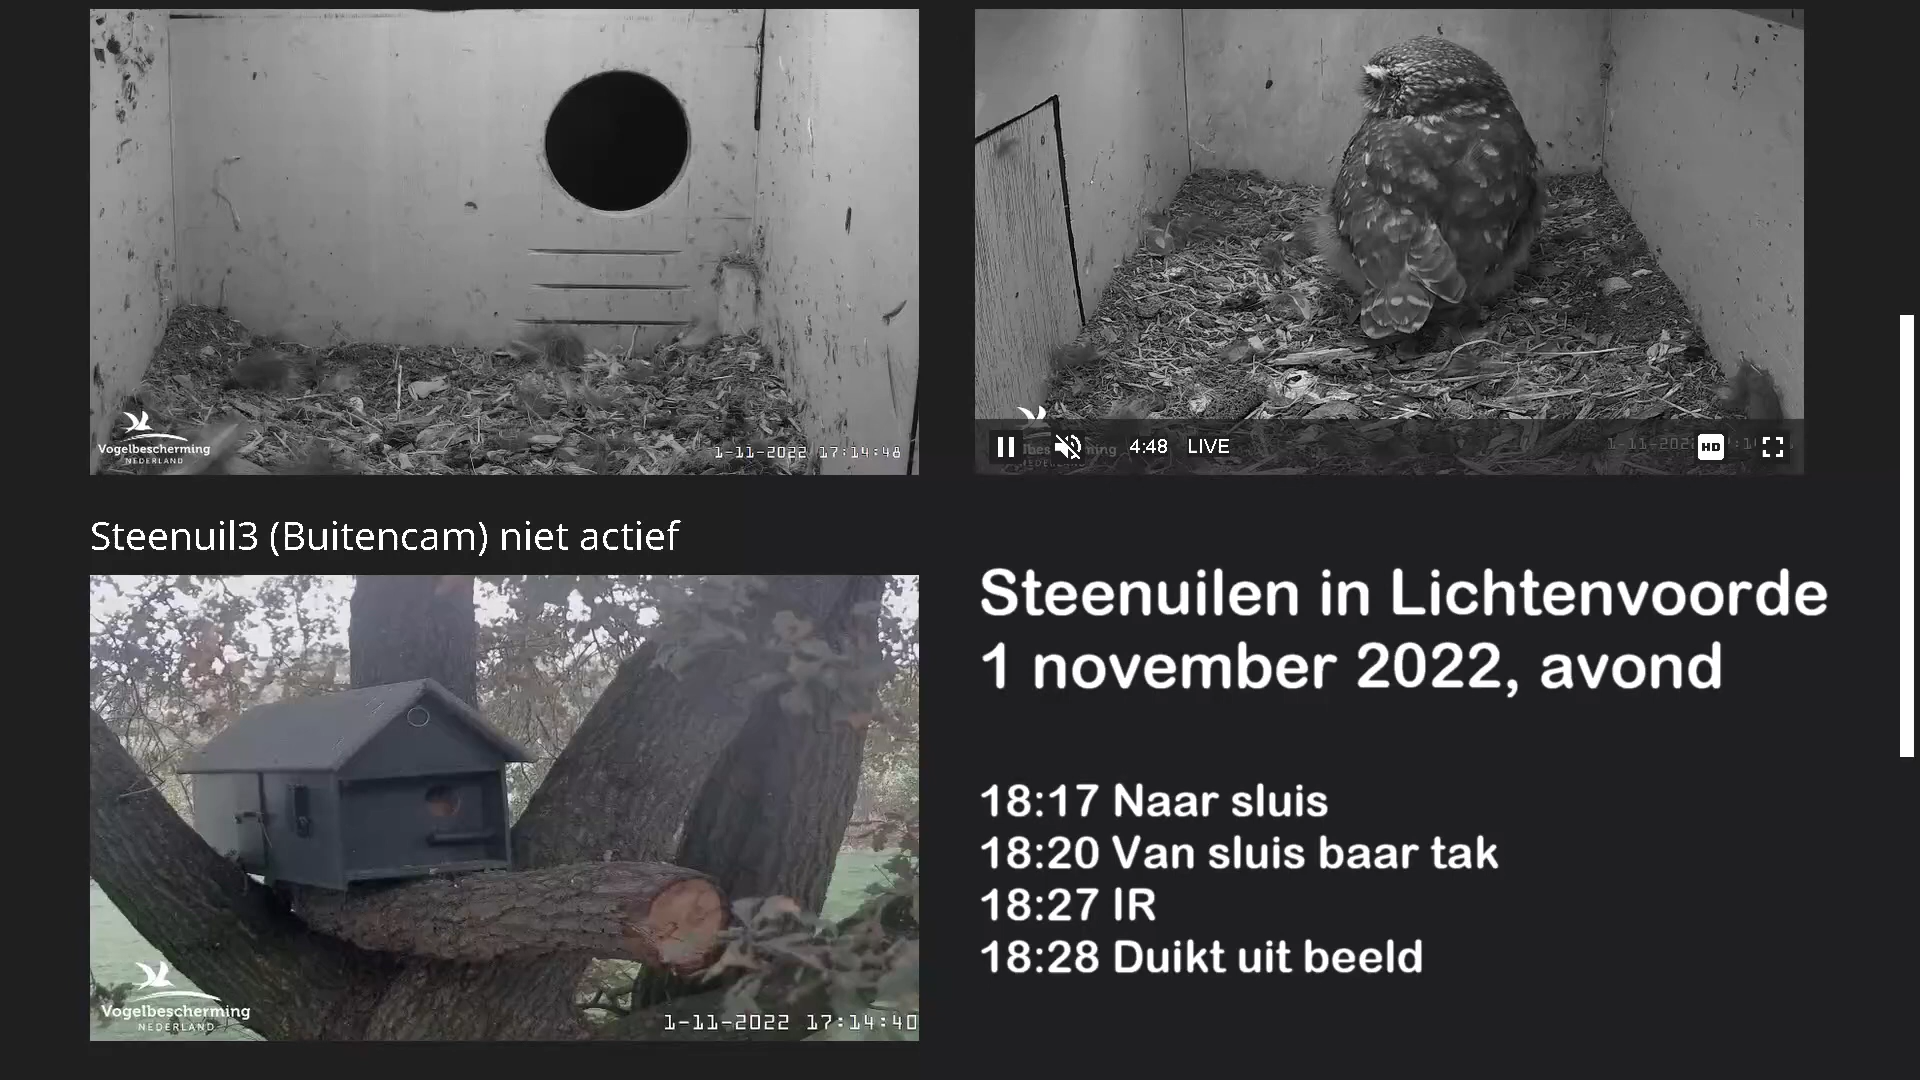 Vogelbescherming
NEDERLAND
1-11-2022 17:14:48
4:48 LIVE
HD
Steenuil3 (Buitencam) niet actief
Vogelbescherming
NEDERLAND
1-11-2022 17:14:40
Steenuilen in Lichtenvoorde
1 november 2022, avond
18:17 Naar sluis
18:20 Van sluis baar tak
18:27 IR
18:28 Duikt uit beeld